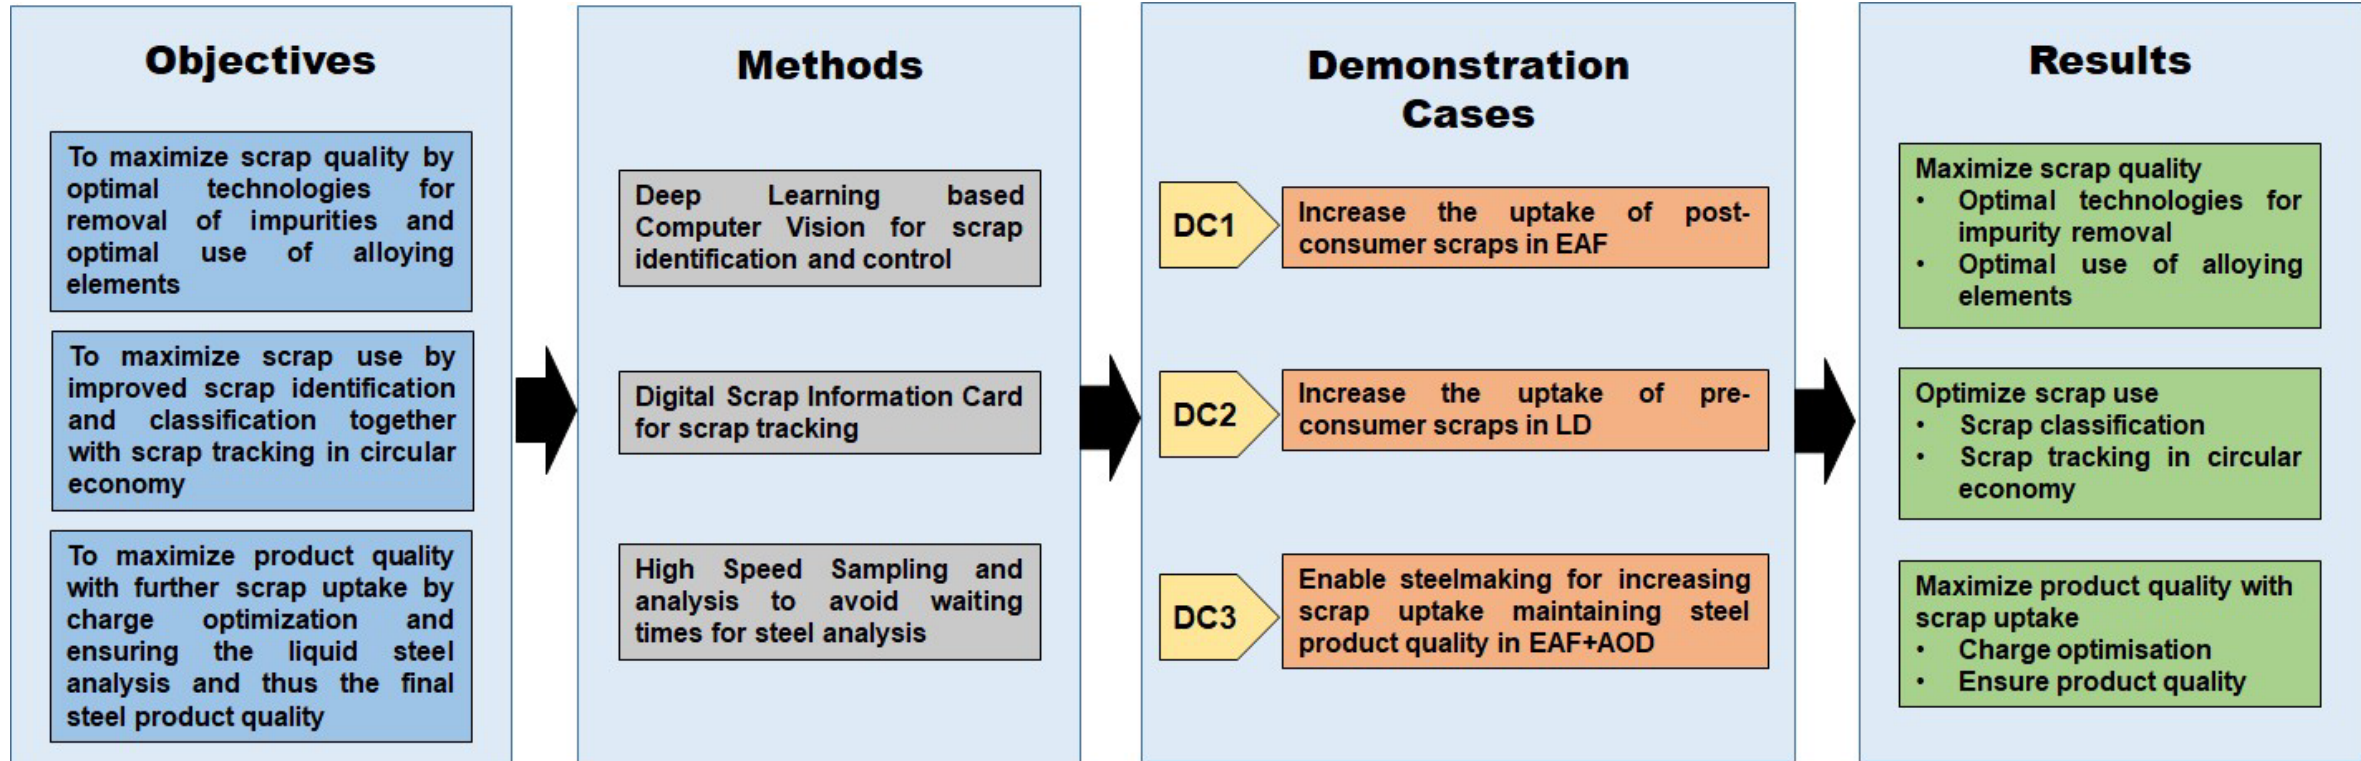 Objectives
To maximize scrap quality by
optimal technologies for
removal of impurities and
optimal use of alloying
elements
To maximize scrap use by
improved scrap identification
and classification together
with scrap tracking in circular
economy
To maximize product quality
with further scrap uptake by
charge optimization and
ensuring the liquid steel
analysis and thus the final
steel product quality
Methods
Deep Learning based
Computer Vision for scrap
identification and control
Digital Scrap Information Card
for scrap tracking
High Speed Sampling and
analysis to avoid waiting
times for steel analysis
Demonstration
Cases
DC1
Increase the uptake of post-
consumer scraps in EAF
DC2
Increase the uptake of pre-
consumer scraps in LD
DC3
Enable steelmaking for increasing
scrap uptake maintaining steel
product quality in EAF+AOD
Results
Maximize scrap quality
• Optimal technologies for
impurity removal
• Optimal use of alloying
elements
Optimize scrap use
• Scrap classification
• Scrap tracking in circular
economy
Maximize product quality with
scrap uptake
• Charge optimisation
• Ensure product quality